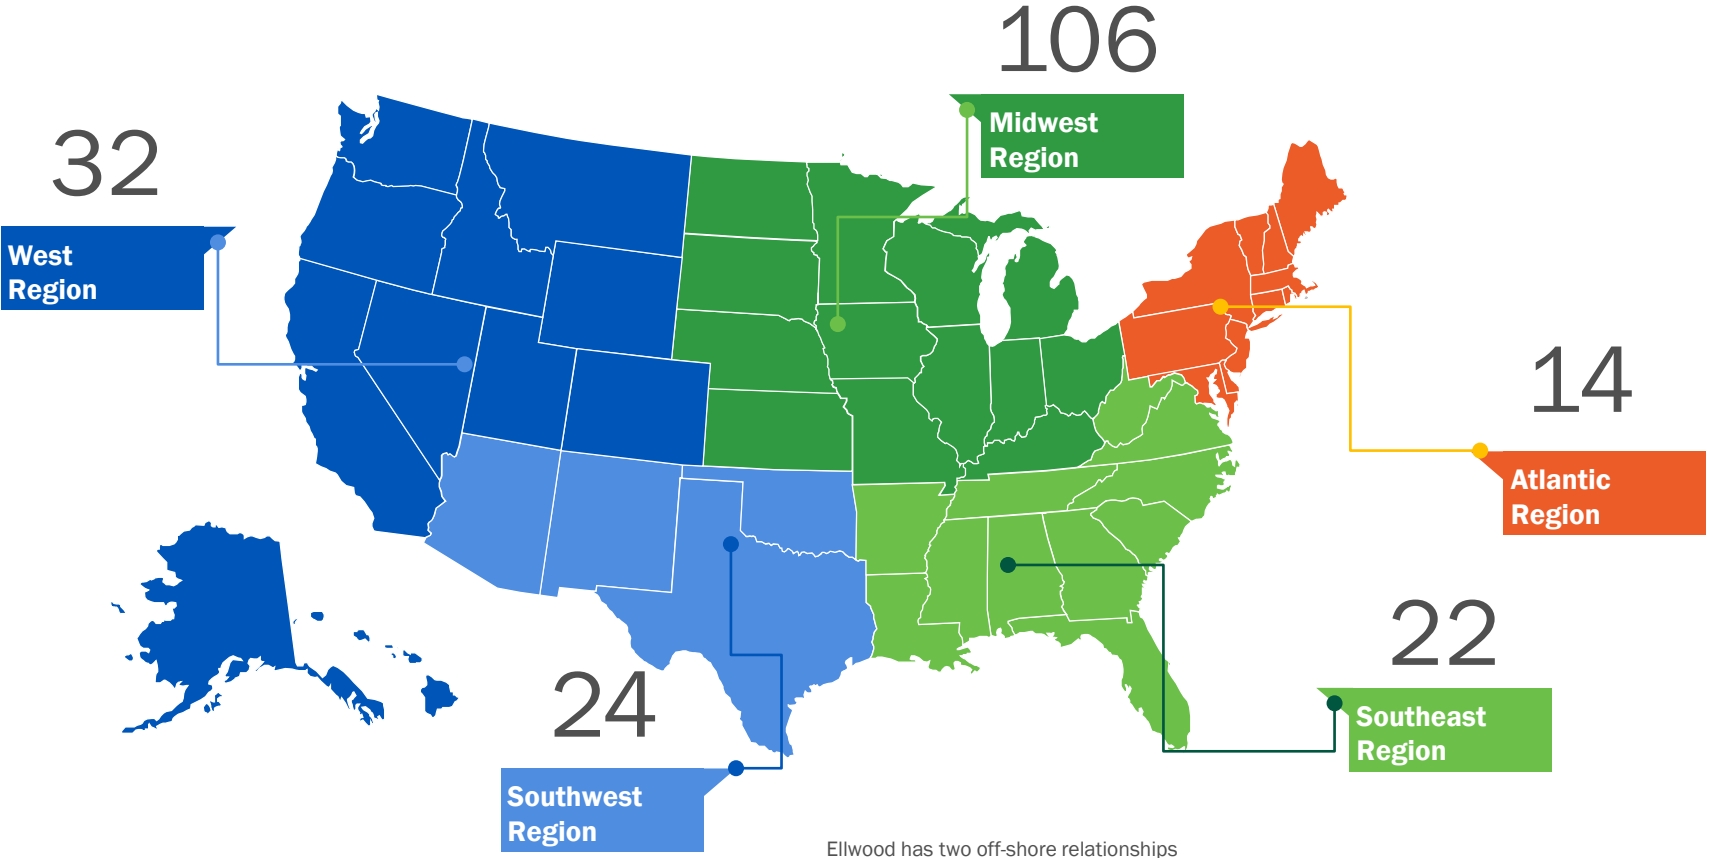 106
Midwest
Region
32
West
Region
14
Atlantic
Region
22
Southeast
Region
24
Southwest
Region
Ellwood has two off-shore relationships